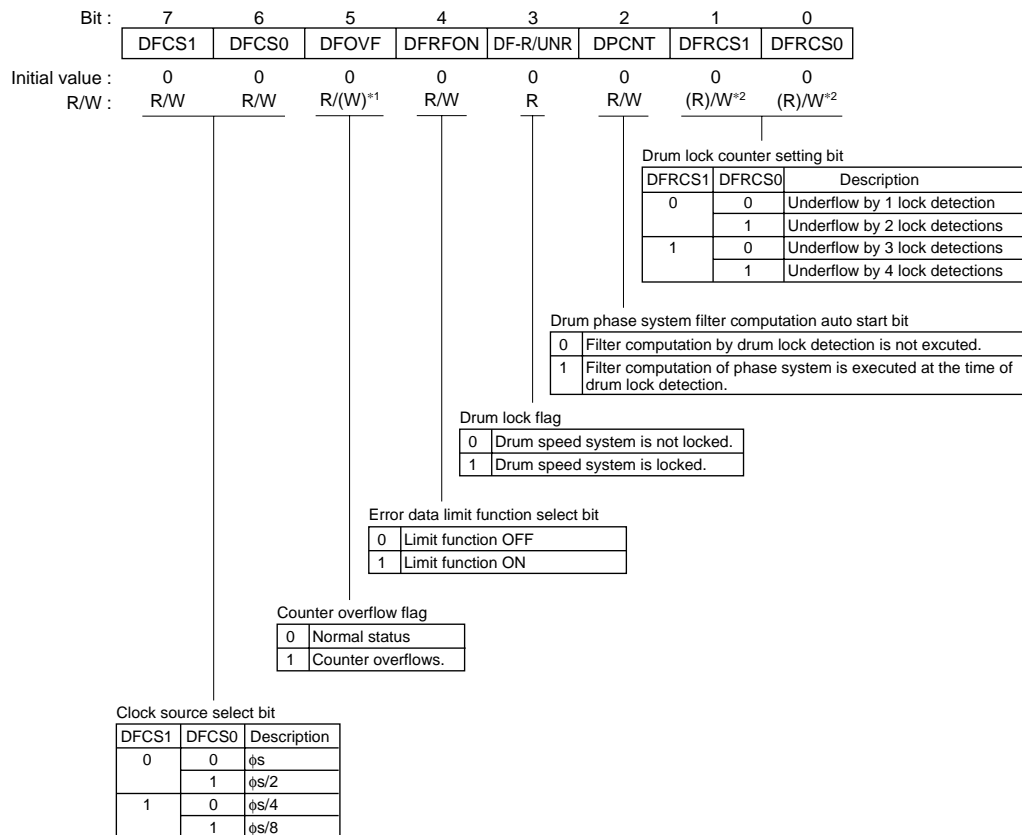 Bit : 7 6 5 4 3 2 1 0
DFCS1 DFCS0 DFOVF DFRFON DF-R/UNR DPCNT DFRCS1 DFRCS0
Initial value : 0 0 0 0 0 0 0 0
R/W : R/W R/W R/(W)*1 R/W R R/W (R)/W*2 (R)/W*2
Drum lock counter setting bit
DFRCS1 DFRCS0 Description
0 0 Underflow by 1 lock detection
1 Underflow by 2 lock detections
1 0 Underflow by 3 lock detections
1 Underflow by 4 lock detections
Drum phase system filter computation auto start bit
0 Filter computation by drum lock detection is not excuted.
1 Filter computation of phase system is executed at the time of
drum lock detection.
Drum lock flag
0 Drum speed system is not locked.
1 Drum speed system is locked.
Error data limit function select bit
0 Limit function OFF
1 Limit function ON
Counter overflow flag
0 Normal status
1 Counter overflows.
Clock source select bit
DFCS1 DFCS0 Description
0 0 ϕs
1 ϕs/2
1 0 ϕs/4
1 ϕs/8